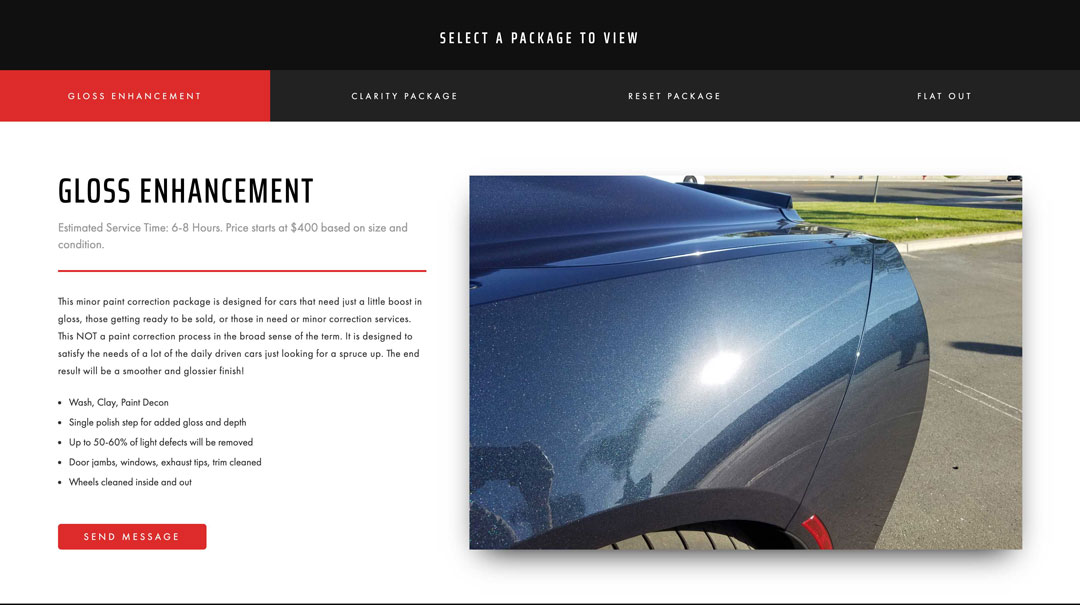 SELECT A PACKAGE TO VIEW
GLOSS ENHANCEMENT
CLARITY PACKAGE
RESET PACKAGE
FLAT OUT
GLOSS ENHANCEMENT
Estimated Service Time: 6-8 Hours. Price starts at $400 based on size and
condition.
This minor paint correction package is designed for cars that need just a little boost in
gloss, those getting ready to be sold, or those in need or minor correction services.
This NOT a paint correction process in the broad sense of the term. It is designed to
satisfy the needs of a lot of the daily driven cars just looking for a spruce up. The end
result will be a smoother and glossier finish!
• Wash, Clay, Paint Decon
• Single polish step for added gloss and depth
• Up to 50-60% of light defects will be removed
• Door jambs, windows, exhaust tips, trim cleaned
• Wheels cleaned inside and out
SEND MESSAGE